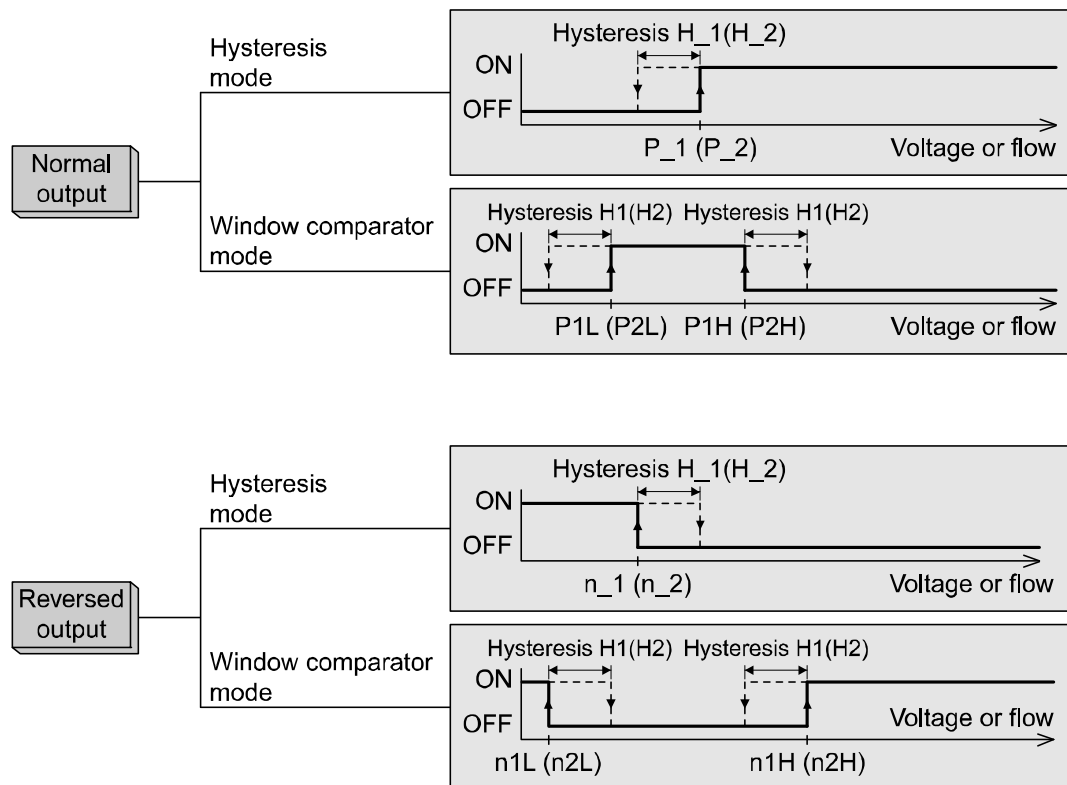 Normal
output
Hysteresis
mode
Hysteresis H_1(H_2)
ON
OFF
P_1 (P_2)
Voltage or flow
Window comparator
mode
Hysteresis H1(H2)
Hysteresis H1(H2)
ON
OFF
P1L (P2L)
P1H (P2H)
Voltage or flow
Reversed
output
Hysteresis
mode
Hysteresis H_1(H_2)
ON
OFF
n_1 (n_2)
Voltage or flow
Window comparator
mode
Hysteresis H1(H2)
Hysteresis H1(H2)
ON
OFF
Voltage or flow
n1L (n2L)
n1H (n2H)